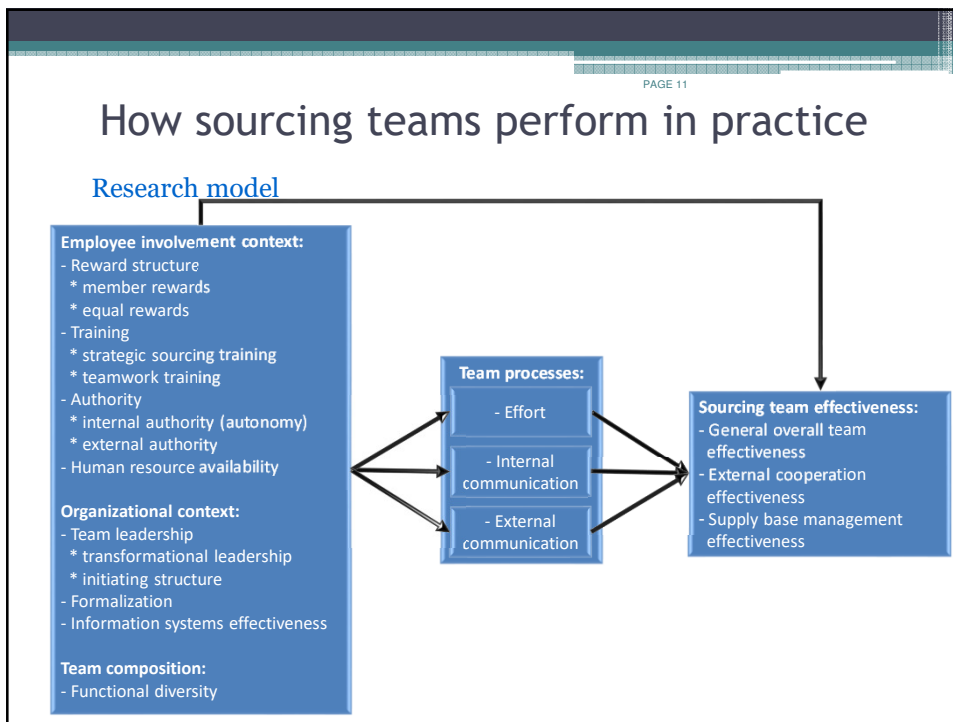 PAGE 11
How sourcing teams perform in practice
Research model
Employee involvement context:
- Reward structure
* member rewards
* equal rewards
- Training
* strategic sourcing training
* teamwork training
- Authority
* internal authority (autonomy)
* external authority
- Human resource availability
Organizational context:
- Team leadership
* transformational leadership
* initiating structure
- Formalization
- Information systems effectiveness
Team composition:
- Functional diversity
Team processes:
- Effort
- Internal
communication
- External
communication
Sourcing team effectiveness:
- General overall team
effectiveness
- External cooperation
effectiveness
- Supply base management
effectiveness